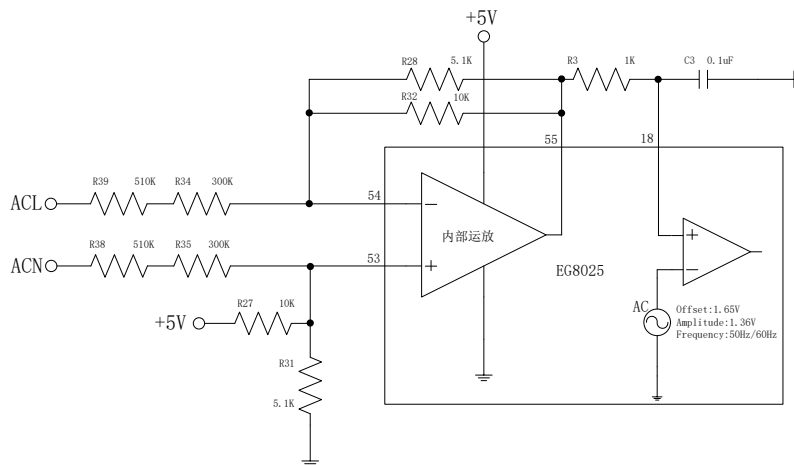 +5V
R28 5.1K
R3 1K
C3 0.1uF
R32 10K
55 18
R39 510K R34 300K
ACL
54
内部运放
R38 510K R35 300K
ACN
53
EG8025
R27 10K
+5V
AC
Offset:1.65V
Amplitude:1.36V
Frequency:50Hz/60Hz
R31
5.1K